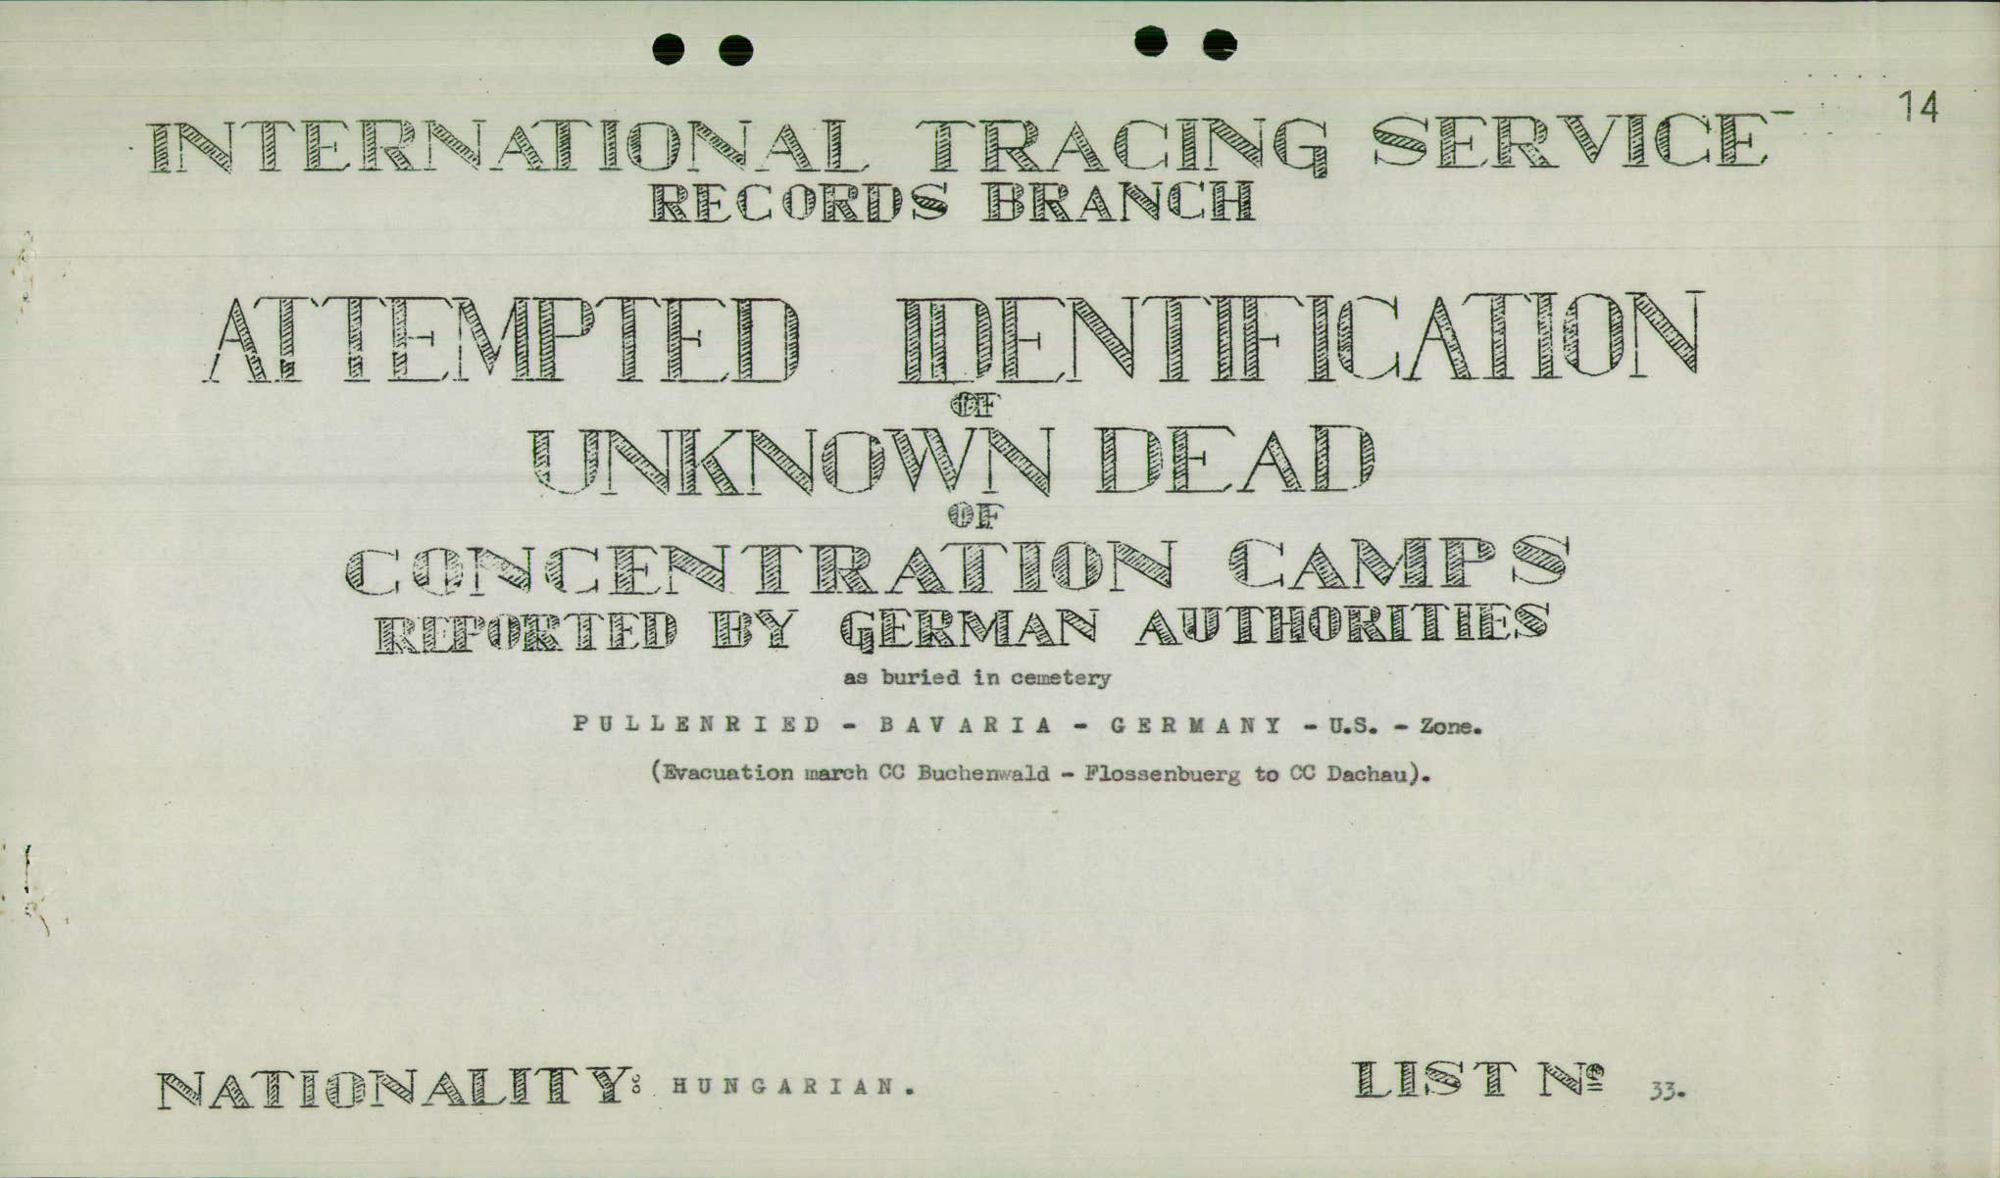 14
INTERNATIONAL TRACING SERVICE
RECORDS BRANCH
ATTEMPTED IDENTIFICATION
OF
UNKNOWN DEAD
OF
CONCENTRATION CAMPS
REPORTED BY GERMAN AUTHORITIES
as buried in cemetery
PULLENRIED - BAVARIA - GERMANY - U.S. - Zone.
(Evacuation march CC Buchenwald - Flossenbuerg to CC Dachau).
NATIONALITY: HUNGARIAN.
LIST Nº 33.